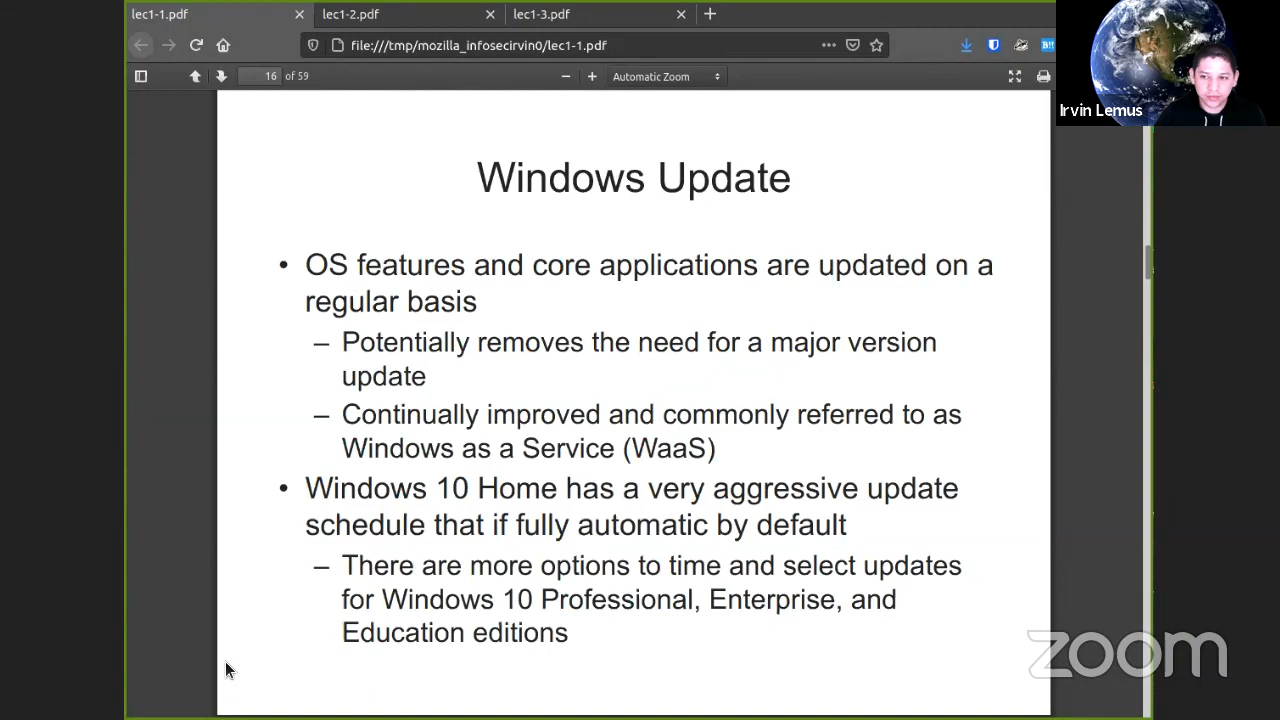 lec1-1.pdf
lec1-2.pdf
lec1-3.pdf
file:///tmp/mozilla_infosecirvin0/lec1-1.pdf
B!!
16 of 59
Automatic Zoom
Irvin Lemus
Windows Update
• OS features and core applications are updated on a
regular basis
– Potentially removes the need for a major version
update
– Continually improved and commonly referred to as
Windows as a Service (WaaS)
• Windows 10 Home has a very aggressive update
schedule that if fully automatic by default
– There are more options to time and select updates
for Windows 10 Professional, Enterprise, and
Education editions
zoom